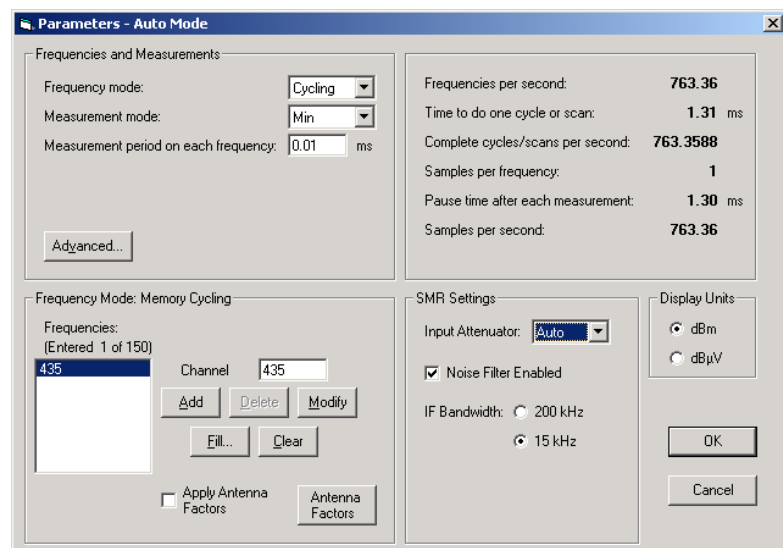 Parameters - Auto Mode
Frequencies and Measurements
Frequency mode: Cycling
Measurement mode: Min
Measurement period on each frequency: 0.01 ms
Advanced...
Frequencies per second: 763.36
Time to do one cycle or scan: 1.31 ms
Complete cycles/scans per second: 763.3588
Samples per frequency: 1
Pause time after each measurement: 1.30 ms
Samples per second: 763.36
Frequency Mode: Memory Cycling
Frequencies:
(Entered 1 of 150)
435
Channel 435
Add Delete Modify
Fill... Clear
Apply Antenna
Factors
Antenna
Factors
SMR Settings
Input Attenuator: Auto
Noise Filter Enabled
IF Bandwidth: 200 kHz
15 kHz
Display Units
dBm
dBµV
OK
Cancel